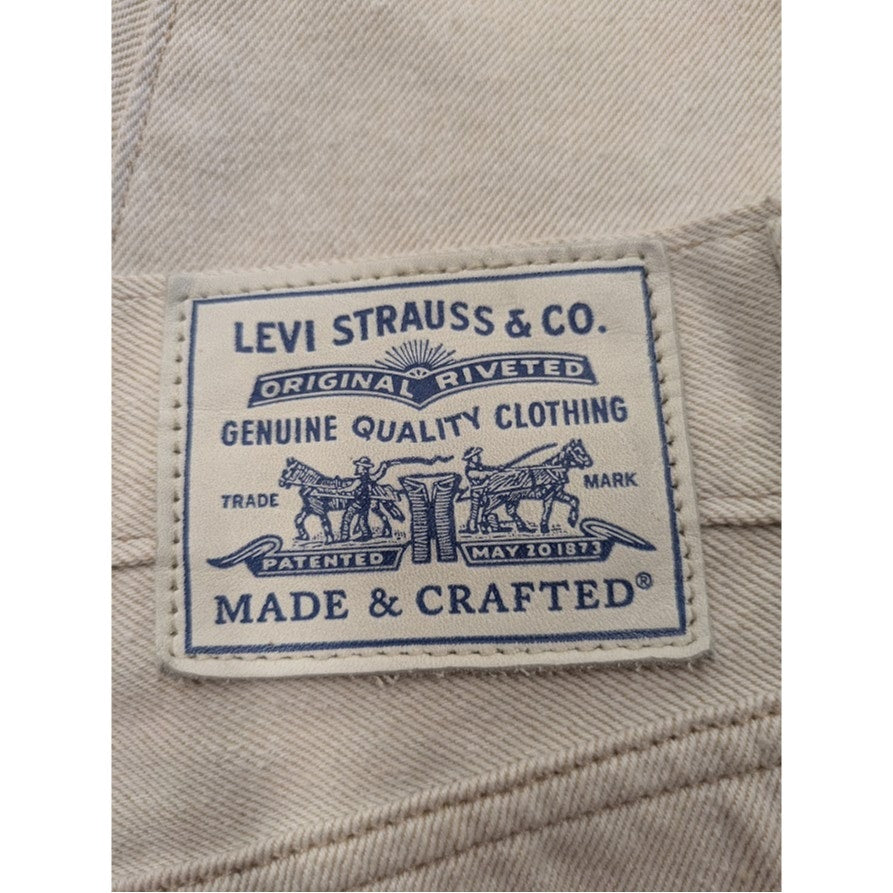 LEVI STRAUSS & CO.
ORIGINAL RIVETED
GENUINE QUALITY CLOTHING
TRADE MARK
PATENTED MAY 20 1873
MADE & CRAFTED®